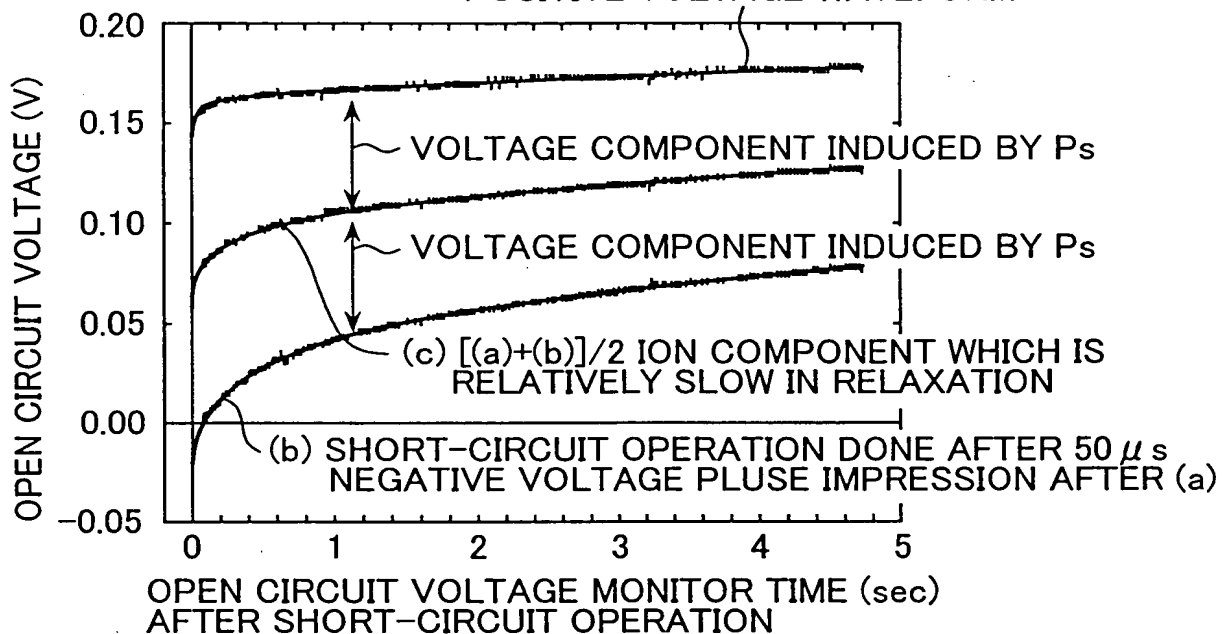 0.20
0.15
0.10
0.05
0.00
−0.05
OPEN CIRCUIT VOLTAGE (V)
VOLTAGE COMPONENT INDUCED BY Ps
VOLTAGE COMPONENT INDUCED BY Ps
(c) [(a)+(b)]/2 ION COMPONENT WHICH IS
RELATIVELY SLOW IN RELAXATION
(b) SHORT-CIRCUIT OPERATION DONE AFTER 50 μs
NEGATIVE VOLTAGE PLUSE IMPRESSION AFTER (a)
0 1 2 3 4 5
OPEN CIRCUIT VOLTAGE MONITOR TIME (sec)
AFTER SHORT-CIRCUIT OPERATION